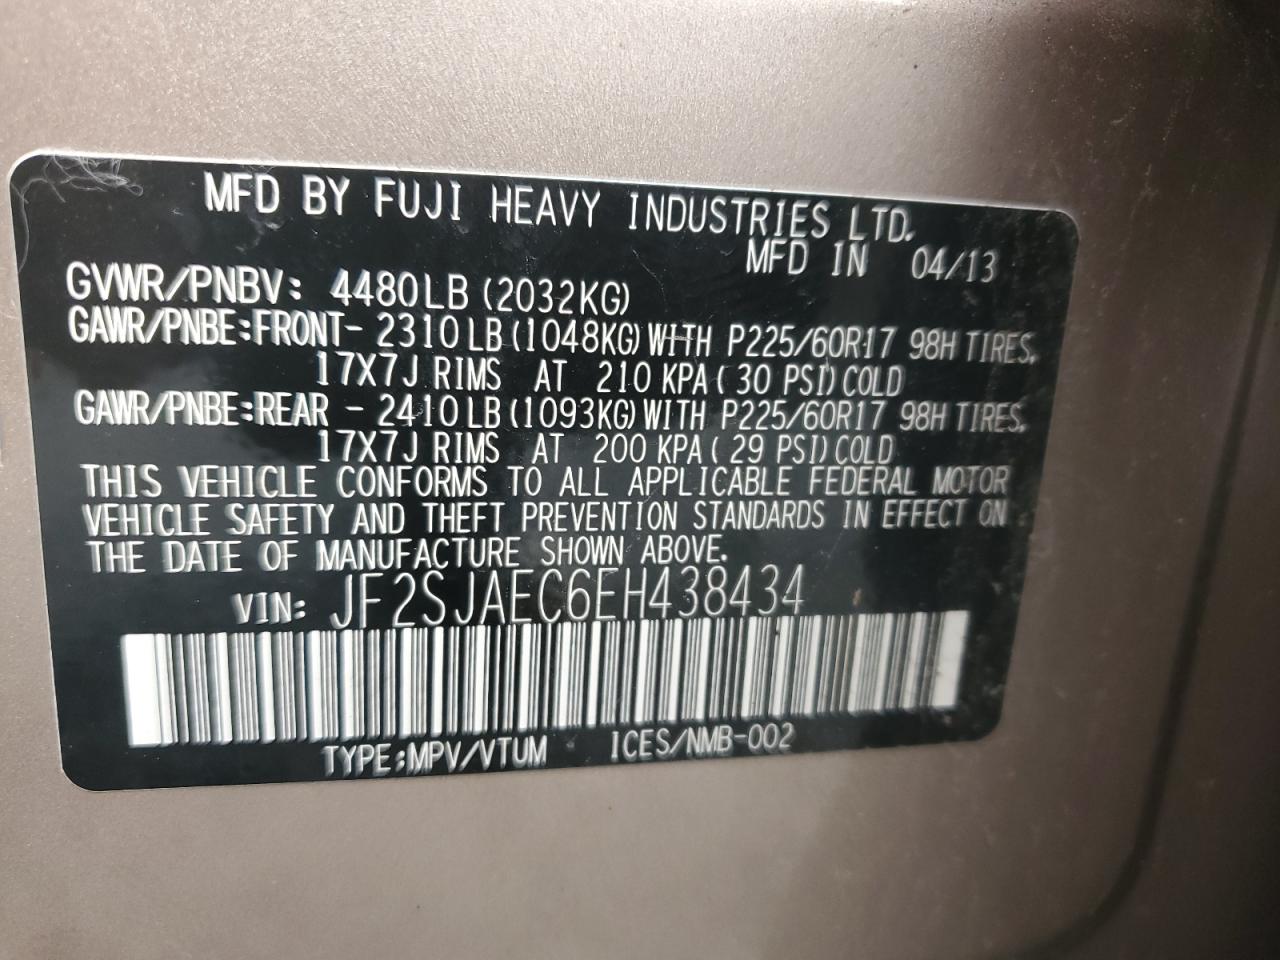 MFD BY FUJI HEAVY INDUSTRIES LTD.
MFD IN 04/13
GVWR/PNBV: 4480LB (2032KG)
GAWR/PNBE:FRONT- 2310LB(1048KG)WITH P225/60R17 98H TIRES,
17X7J RIMS AT 210 KPA( 30 PSI)COLD
GAWR/PNBE:REAR - 2410LB(1093KG)WITH P225/60R17 98H TIRES,
17X7J RIMS AT 200 KPA( 29 PSI)COLD
THIS VEHICLE CONFORMS TO ALL APPLICABLE FEDERAL MOTOR
VEHICLE SAFETY AND THEFT PREVENTION STANDARDS IN EFFECT ON
THE DATE OF MANUFACTURE SHOWN ABOVE.
VIN: JF2SJAEC6EH438434
TYPE:MPV/VTUM ICES/NMB-002